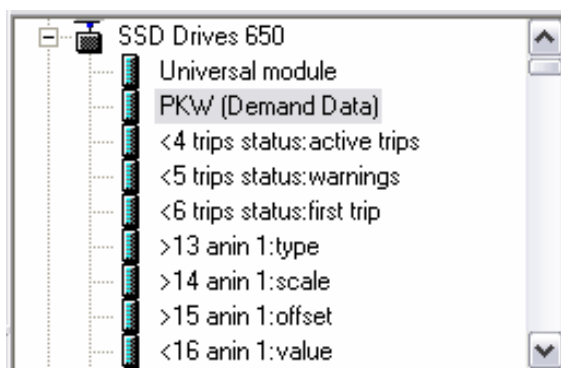 SSD Drives 650
Universal module
PKW (Demand Data)
<4 trips status:active trips
<5 trips status:warnings
<6 trips status:first trip
>13 anin 1:type
>14 anin 1:scale
>15 anin 1:offset
<16 anin 1:value